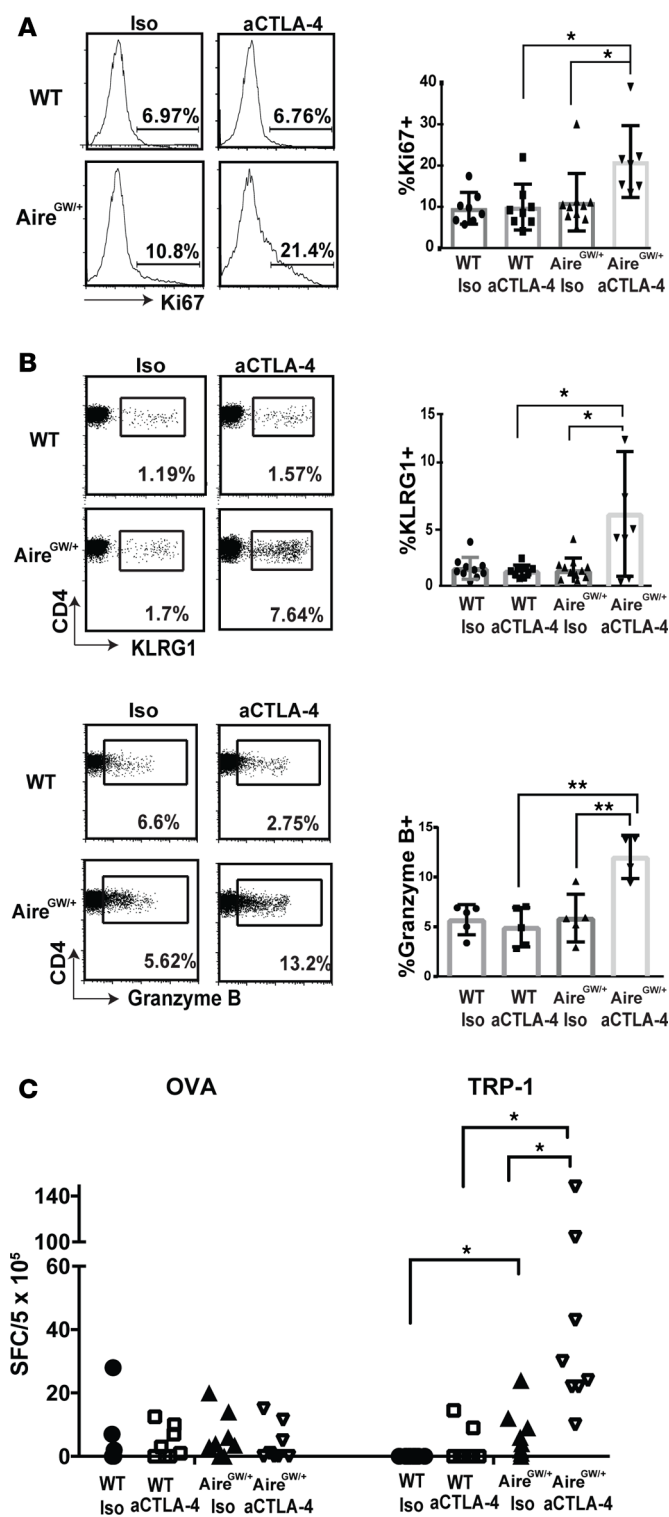 A
Iso aCTLA-4
WT
6.97% 6.76%
Aire GW/+
10.8% 21.4%
Ki67
%Ki67+
40
30
20
10
0
* *
WT Iso
WT aCTLA-4
Aire GW/+ Iso
Aire GW/+ aCTLA-4
B
Iso aCTLA-4
WT
1.19% 1.57%
Aire GW/+
1.7% 7.64%
CD4
KLRG1
%KLRG1+
15
10
5
0
* *
WT Iso
WT aCTLA-4
Aire GW/+ Iso
Aire GW/+ aCTLA-4
Iso aCTLA-4
WT
6.6% 2.75%
Aire GW/+
5.62% 13.2%
CD4
Granzyme B
%Granzyme B+
15
10
5
0
** **
WT Iso
WT aCTLA-4
Aire GW/+ Iso
Aire GW/+ aCTLA-4
C
OVA TRP-1
SFC/5 x 10⁵
140
100
60
40
20
0
* * *
WT Iso
WT aCTLA-4
Aire GW/+ Iso
Aire GW/+ aCTLA-4
WT Iso
WT aCTLA-4
Aire GW/+ Iso
Aire GW/+ aCTLA-4